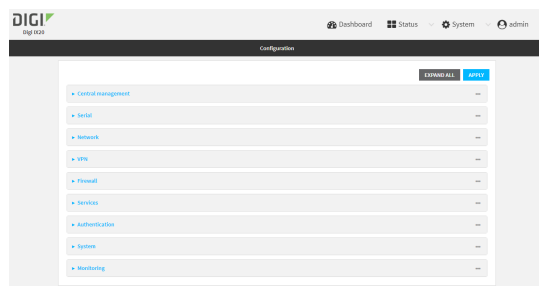 DIGI
Digi IX20
Dashboard Status System admin
Configuration
EXPAND ALL APPLY
Central management
Serial
Network
VPN
Firewall
Services
Authentication
System
Monitoring